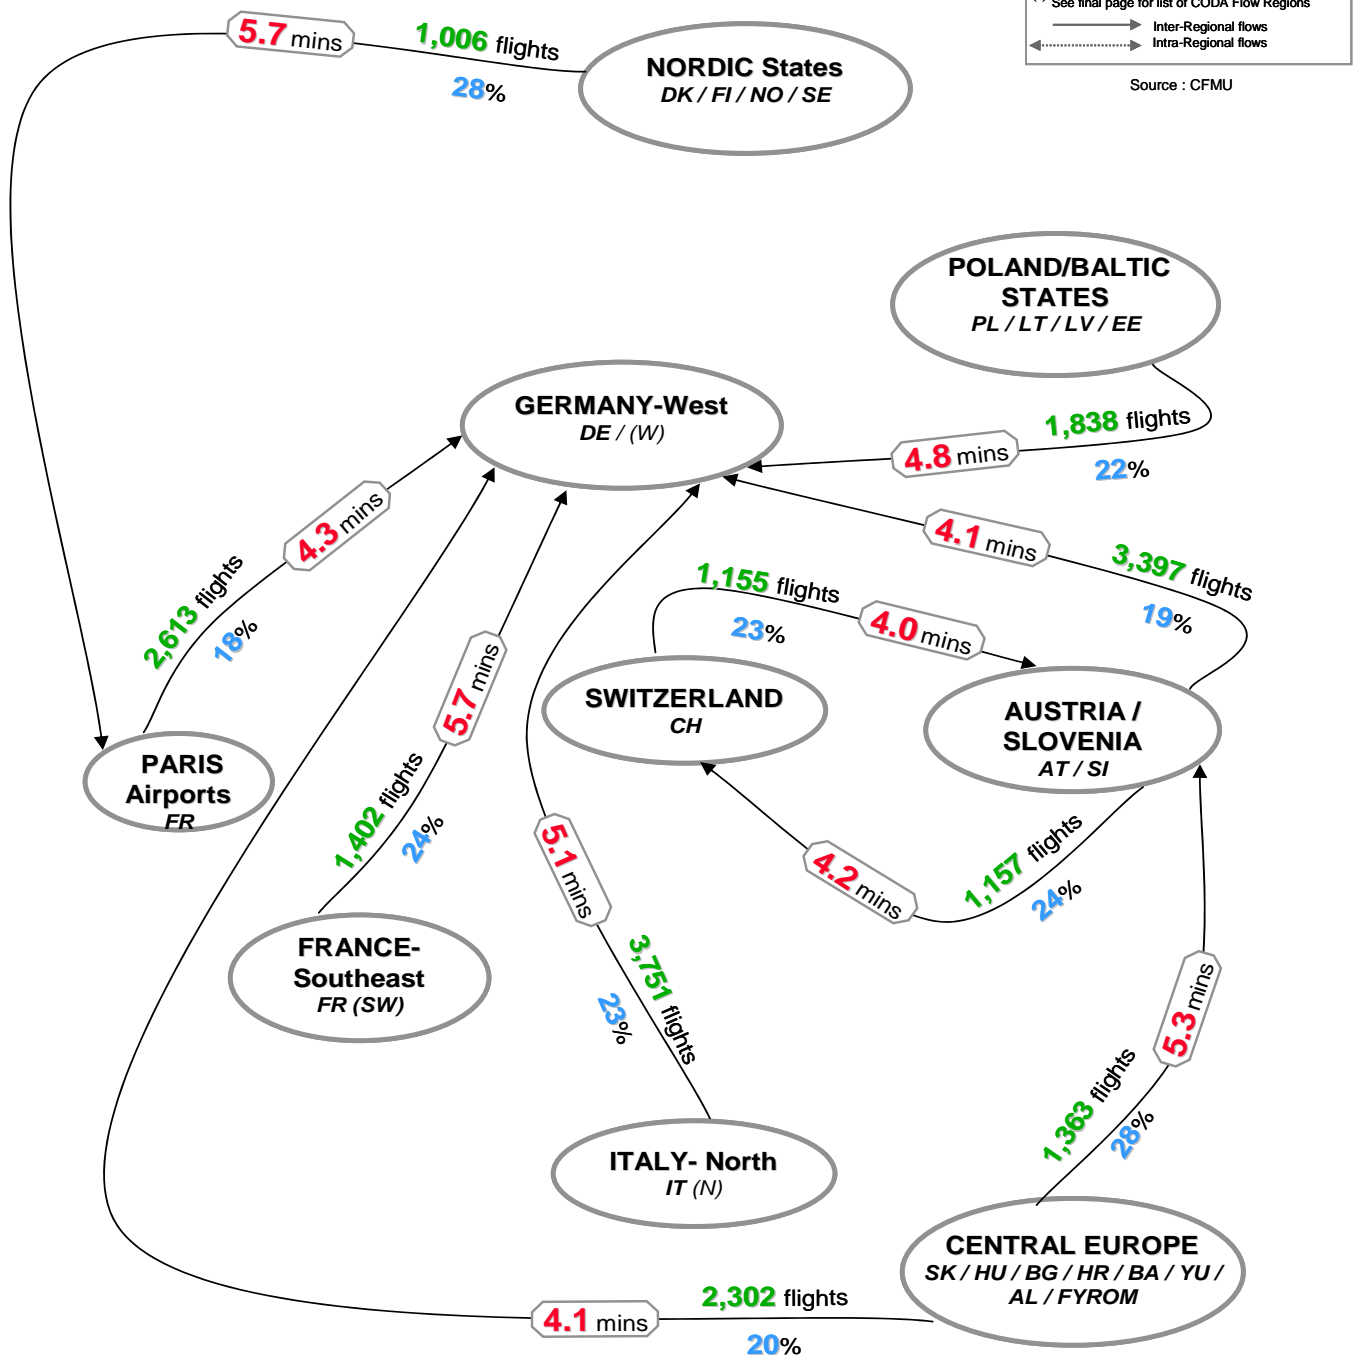 See final page for list of CODA Flow Regions
Inter-Regional flows
Intra-Regional flows
Source : CFMU
5.7 mins
1,006 flights
28%
NORDIC States
DK / FI / NO / SE
POLAND/BALTIC
STATES
PL / LT / LV / EE
1,838 flights
4.8 mins
22%
GERMANY-West
DE / (W)
4.1 mins
3,397 flights
19%
4.3 mins
2,613 flights
18%
1,155 flights
23%
4.0 mins
SWITZERLAND
CH
AUSTRIA /
SLOVENIA
AT / SI
5.7 mins
1,402 flights
24%
PARIS
Airports
FR
5.1 mins
3,751 flights
23%
4.2 mins
1,157 flights
24%
FRANCE-
Southeast
FR (SW)
5.3 mins
1,363 flights
28%
ITALY- North
IT (N)
CENTRAL EUROPE
SK / HU / BG / HR / BA / YU /
AL / FYROM
4.1 mins
2,302 flights
20%